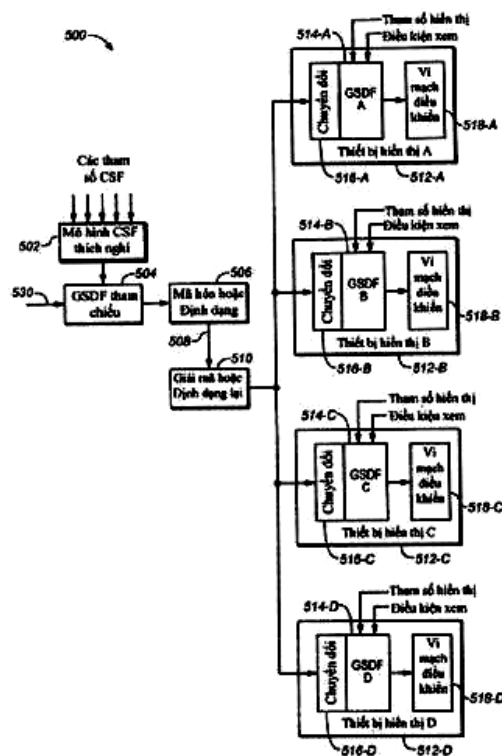 500
Các tham
số CSF
502
Mô hình CSF
thích nghi
504
530
GSDF tham
chiếu
506
Mã hóa hoặc
Định dạng
508
510
Giải mã hoặc
Định dạng lại
514-A
Tham số hiển thị
Điều kiện xem
Chuyển đổi
GSDF
A
Vi
mạch
điều
khiển
518-A
Thiết bị hiển thị A
516-A
512-A
514-B
Tham số hiển thị
Điều kiện xem
Chuyển đổi
GSDF
B
Vi
mạch
điều
khiển
518-B
Thiết bị hiển thị B
516-B
512-B
514-C
Tham số hiển thị
Điều kiện xem
Chuyển đổi
GSDF
C
Vi
mạch
điều
khiển
518-C
Thiết bị hiển thị C
516-C
512-C
514-D
Tham số hiển thị
Điều kiện xem
Chuyển đổi
GSDF
D
Vi
mạch
điều
khiển
518-D
Thiết bị hiển thị D
516-D
512-D